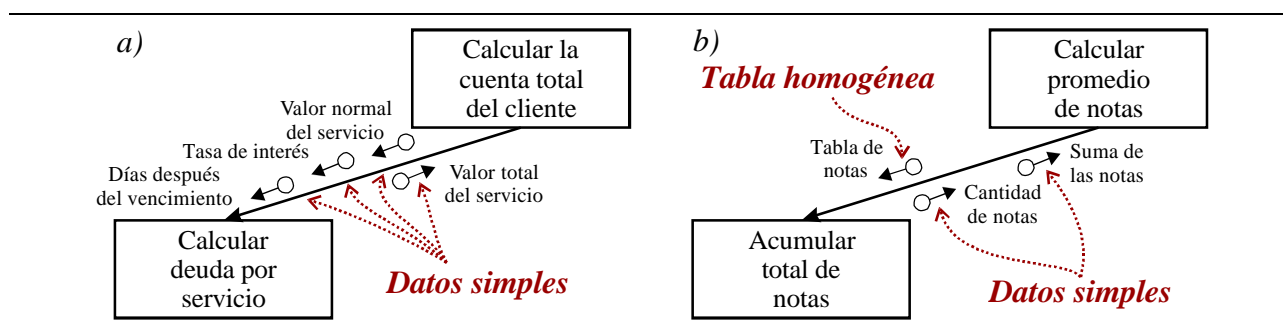 a)
Calcular la
cuenta total
del cliente
Valor normal
del servicio
Tasa de interés
Días después
del vencimiento
Valor total
del servicio
Calcular
deuda por
servicio
Datos simples
b)
Tabla homogénea
Calcular
promedio
de notas
Tabla de
notas
Suma de
las notas
Cantidad
de notas
Acumular
total de
notas
Datos simples